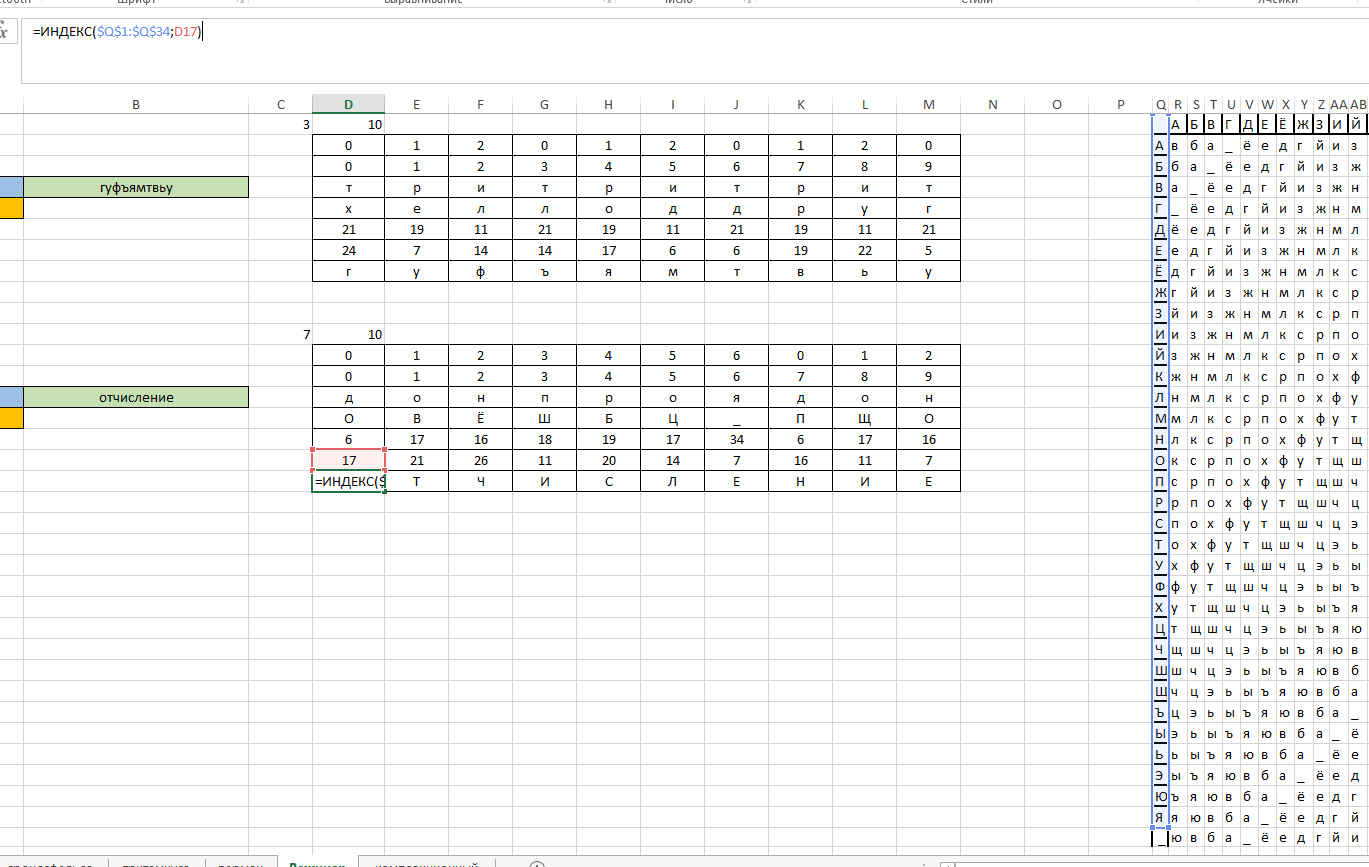 =ИНДЕКС($Q$1:$Q$34;D17)
B C D E F G H I J K L M N O P Q R S T U V W X Y Z AA AB
3 10 А Б В Г Д Е Ё Ж З И Й
0 1 2 0 1 2 0 1 2 0 А в б а _ ё е д г й и з
0 1 2 3 4 5 6 7 8 9 Б б а _ ё е д г й и з ж
гуфъямтвьу т р и т р и т р и т В а _ ё е д г й и з ж н
х е л л о д д р у г Г _ ё е д г й и з ж н м
21 19 11 21 19 11 21 19 11 21 Д ё е д г й и з ж н м л
24 7 14 14 17 6 6 19 22 5 Е е д г й и з ж н м л к
г у ф ъ я м т в ь у Ё д г й и з ж н м л к с
Ж г й и з ж н м л к с р
З й и з ж н м л к с р п
7 10 И и з ж н м л к с р п о
0 1 2 3 4 5 6 0 1 2 Й з ж н м л к с р п о х
0 1 2 3 4 5 6 7 8 9 К ж н м л к с р п о х ф
отчисление д о н п р о я д о н Л н м л к с р п о х ф у
О В Ё Ш Б Ц _ П Щ О М м л к с р п о х ф у т
6 17 16 18 19 17 34 6 17 16 Н л к с р п о х ф у т щ
17 21 26 11 20 14 7 16 11 7 О к с р п о х ф у т щ ш
=ИНДЕКС($ Т Ч И С Л Е Н И Е П с р п о х ф у т щ ш ч
Р р п о х ф у т щ ш ч ц
С п о х ф у т щ ш ч ц э
Т о х ф у т щ ш ч ц э ь
У х ф у т щ ш ч ц э ь ы
Ф ф у т щ ш ч ц э ь ы ъ
Х у т щ ш ч ц э ь ы ъ я
Ц т щ ш ч ц э ь ы ъ я ю
Ч щ ш ч ц э ь ы ъ я ю в
Ш ш ч ц э ь ы ъ я ю в б
Щ ч ц э ь ы ъ я ю в б а
Ъ ц э ь ы ъ я ю в б а _
Ы э ь ы ъ я ю в б а _ ё
Ь ь ы ъ я ю в б а _ ё е
Э ы ъ я ю в б а _ ё е д
Ю ъ я ю в б а _ ё е д г
Я я ю в б а _ ё е д г й
_ ю в б а _ ё е д г й и